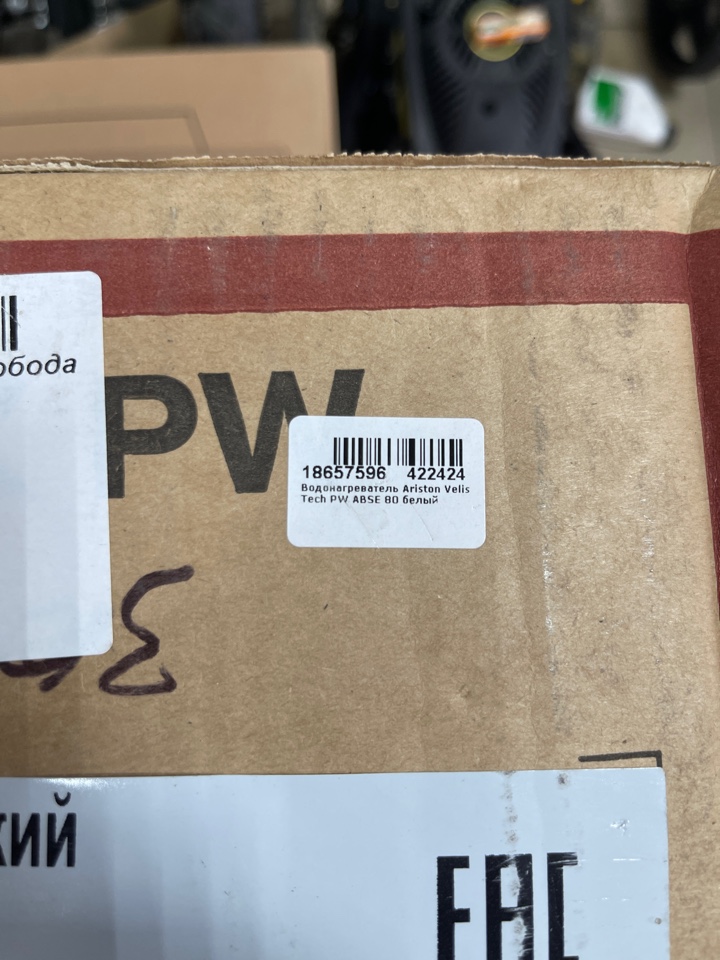 обода
PW
18657596 422424
Водонагреватель Ariston Velis
Tech PW ABSE 80 белый
кий
EAC